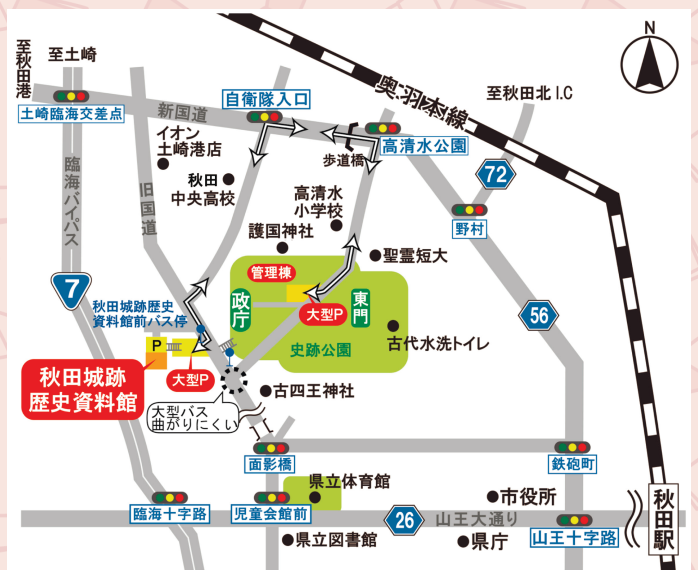 N
至秋田港
至土崎
奥羽本線
至秋田北I.C
自衛隊入口
土崎臨海交差点
新国道
高清水公園
歩道橋
イオン
土崎港店
72
秋田
中央高校
旧国道
臨海バイパス
高清水
小学校
野村
護国神社
聖霊短大
管理棟
7
政庁
東門
大型P
56
秋田城跡歴史
資料館前バス停
史跡公園
古代水洗トイレ
P
大型P
秋田城跡
歴史資料館
古四王神社
大型バス
曲がりにくい
面影橋
鉄砲町
県立体育館
臨海十字路
児童会館前
26
市役所
山王大通り
山王十字路
秋田駅
県立図書館
県庁